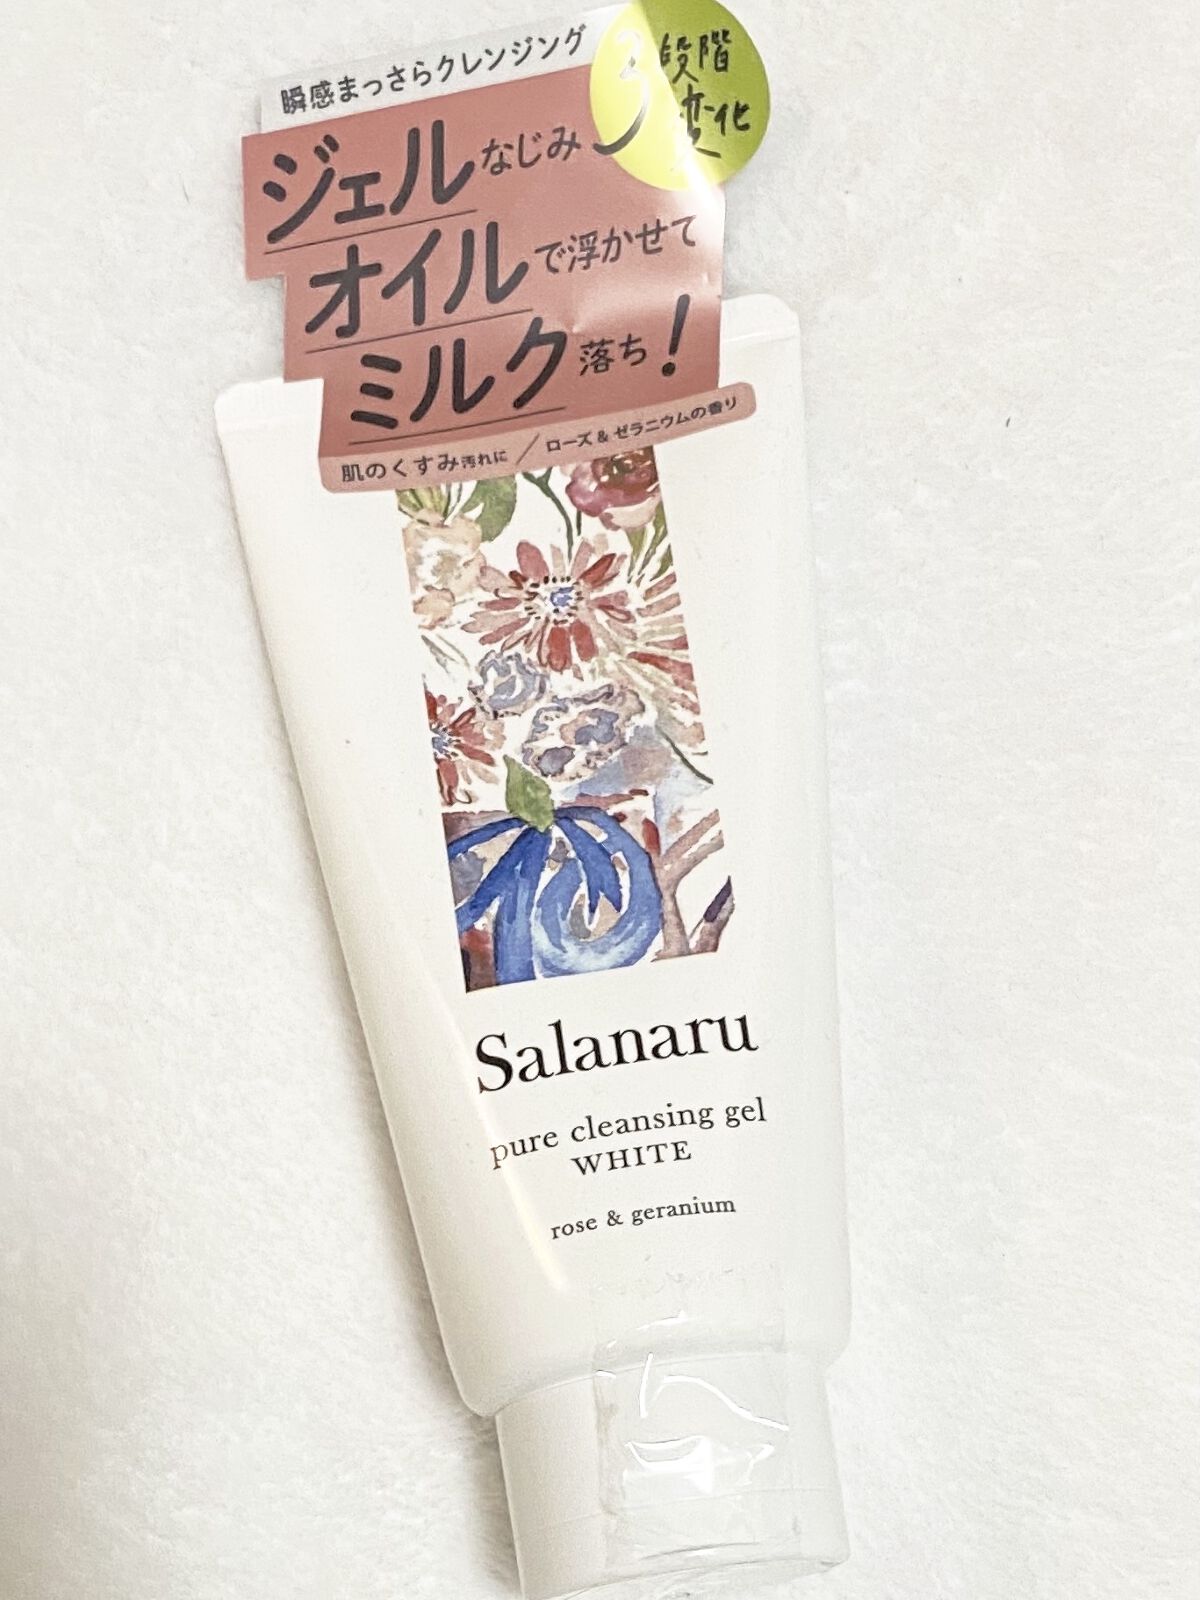 瞬感まっさらクレンジング
3段階
変化
ジェルなじみ
オイルで浮かせて
ミルク落ち!
肌のくすみ汚れに / ローズ & ゼラニウムの香り
Salanaru
pure cleansing gel
WHITE
rose & geranium